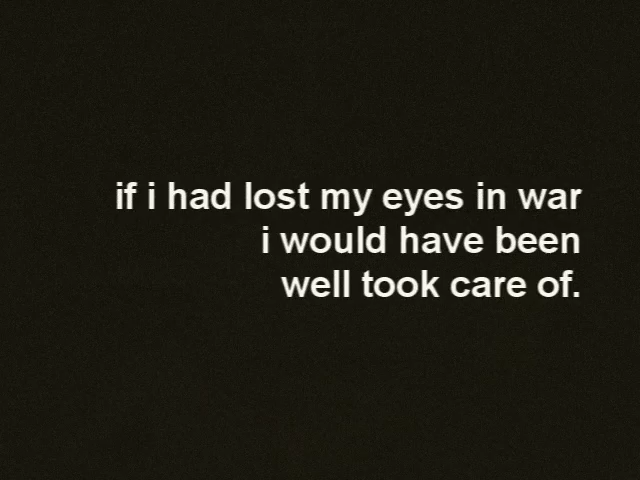 if i had lost my eyes in war
i would have been
well took care of.